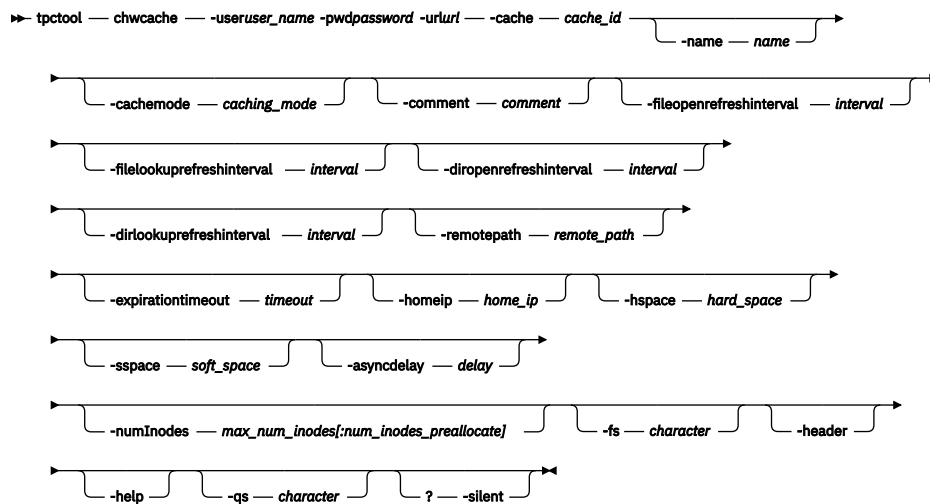 tpctool chwcache -useruser_name -pwdpassword -urlurl -cache cache_id
-name name
-cachemode caching_mode -comment comment -fileopenrefreshinterval interval
-filelookuprefreshinterval interval -diropenrefreshinterval interval
-dirlookuprefreshinterval interval -remotepath remote_path
-expirationtimeout timeout -homeip home_ip -hspace hard_space
-sspace soft_space -asyncdelay delay
-numInodes max_num_inodes[:num_inodes_preallocate] -fs character -header
-help -qs character ? -silent